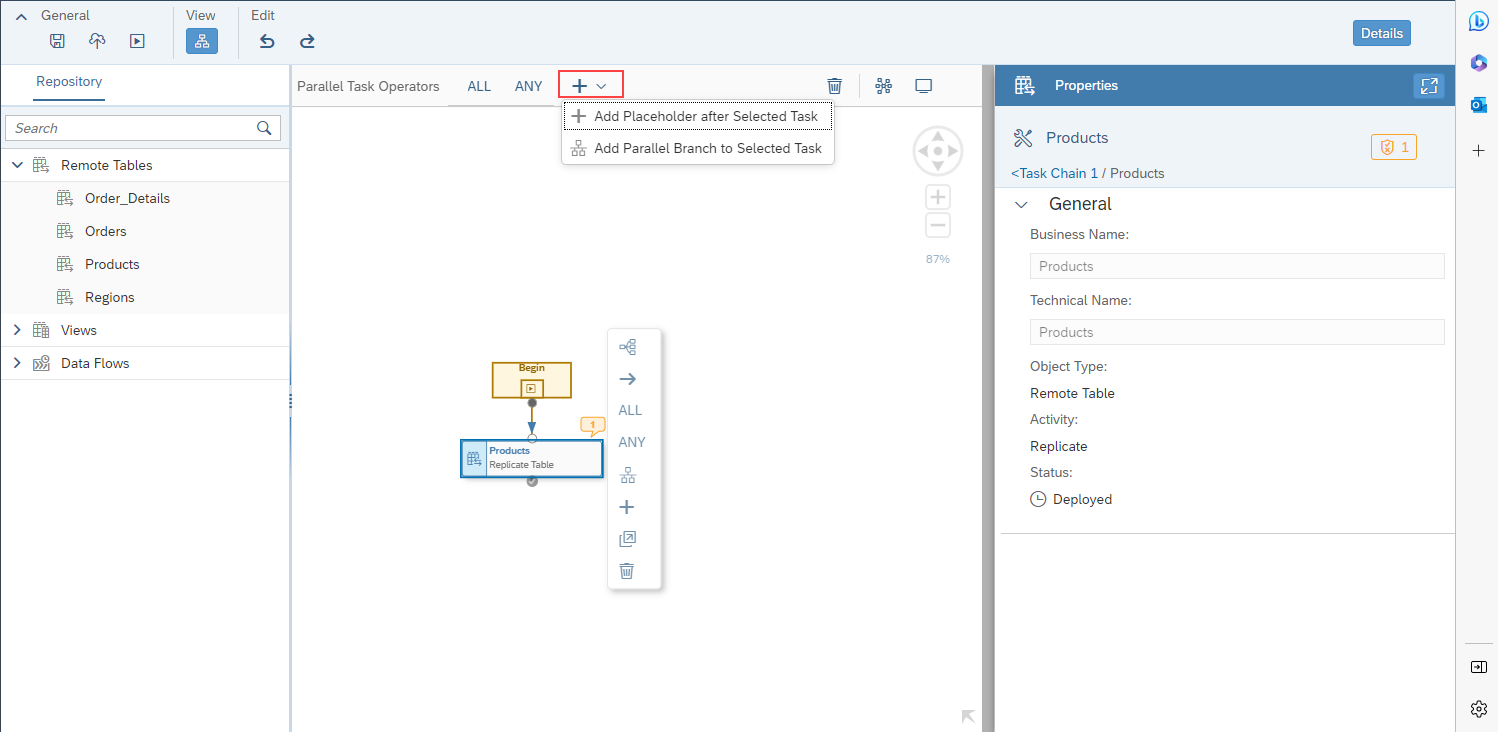 General
View
Edit
Details
Repository
Parallel Task Operators
ALL
ANY
Properties
Search
Add Placeholder after Selected Task
Add Parallel Branch to Selected Task
Products
1
<Task Chain 1 / Products
Remote Tables
Order_Details
Orders
Products
Regions
Views
Data Flows
87%
Begin
1
Products
Replicate Table
ALL
ANY
General
Business Name:
Products
Technical Name:
Products
Object Type:
Remote Table
Activity:
Replicate
Status:
Deployed